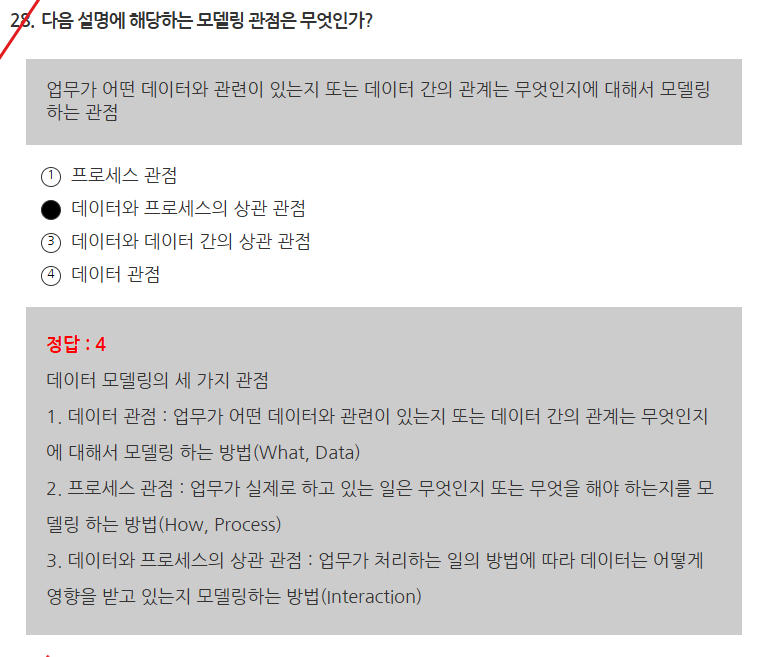 28. 다음 설명에 해당하는 모델링 관점은 무엇인가?
업무가 어떤 데이터와 관련이 있는지 또는 데이터 간의 관계는 무엇인지에 대해서 모델링
하는 관점
① 프로세스 관점
● 데이터와 프로세스의 상관 관점
③ 데이터와 데이터 간의 상관 관점
④ 데이터 관점
정답 : 4
데이터 모델링의 세 가지 관점
1. 데이터 관점 : 업무가 어떤 데이터와 관련이 있는지 또는 데이터 간의 관계는 무엇인지
에 대해서 모델링 하는 방법(What, Data)
2. 프로세스 관점 : 업무가 실제로 하고 있는 일은 무엇인지 또는 무엇을 해야 하는지를 모
델링 하는 방법(How, Process)
3. 데이터와 프로세스의 상관 관점 : 업무가 처리하는 일의 방법에 따라 데이터는 어떻게
영향을 받고 있는지 모델링하는 방법(Interaction)